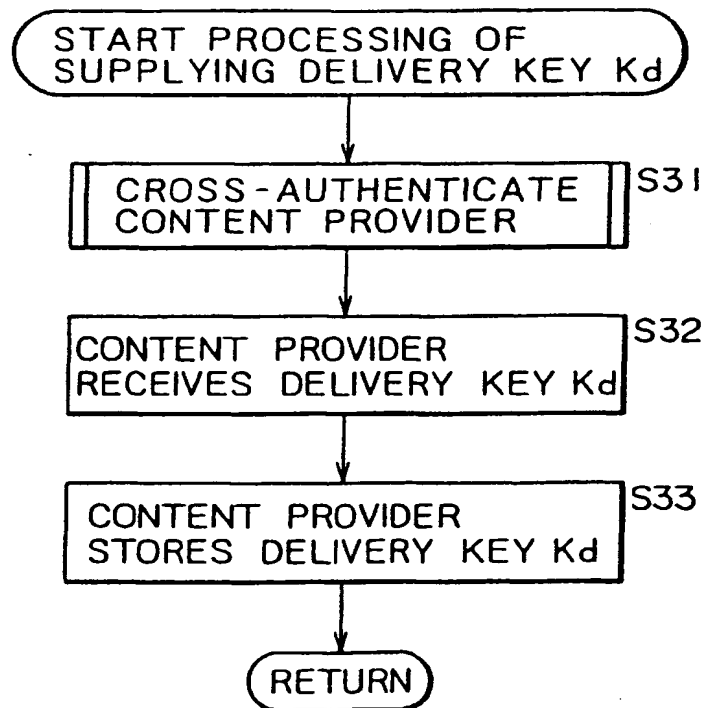 START PROCESSING OF
SUPPLYING DELIVERY KEY Kd
CROSS-AUTHENTICATE
CONTENT PROVIDER
S31
CONTENT PROVIDER
RECEIVES DELIVERY KEY Kd
S32
CONTENT PROVIDER
STORES DELIVERY KEY Kd
S33
RETURN